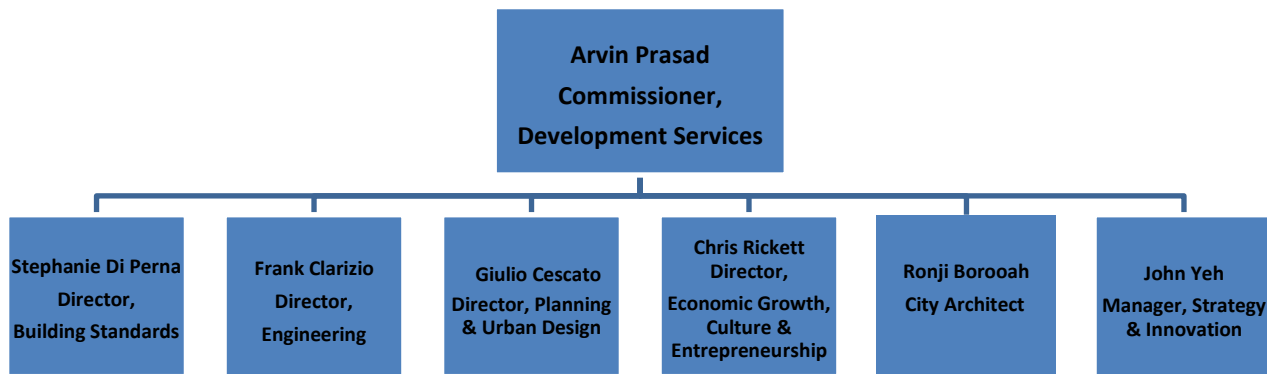 Arvin Prasad
Commissioner,
Development Services
Stephanie Di Perna
Director,
Building Standards
Frank Clarizio
Director,
Engineering
Giulio Cescato
Director, Planning
& Urban Design
Chris Rickett
Director,
Economic Growth,
Culture &
Entrepreneurship
Ronji Borooah
City Architect
John Yeh
Manager, Strategy
& Innovation